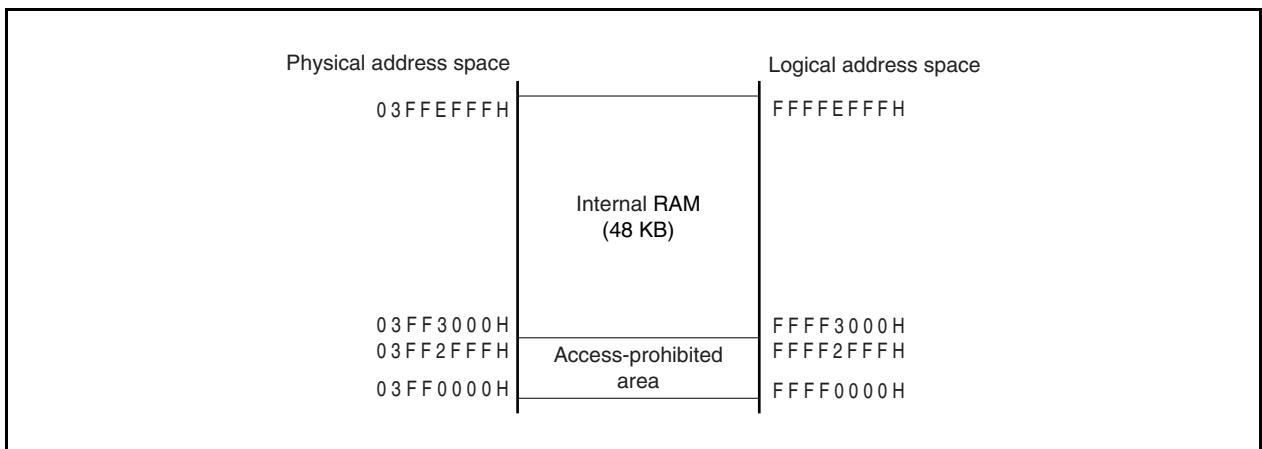 Physical address space
Logical address space
03FFEFFFH
FFFFEFFFH
Internal RAM
(48 KB)
03FF3000H
FFFF3000H
03FF2FFFH
Access-prohibited
FFFF2FFFH
area
03FF0000H
FFFF0000H